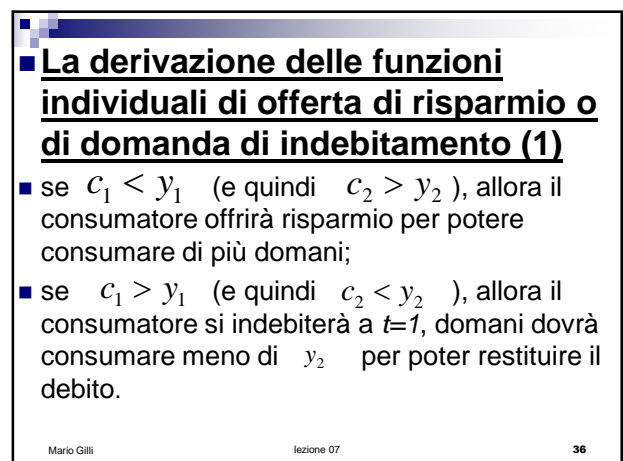 La derivazione delle funzioni
individuali di offerta di risparmio o
di domanda di indebitamento (1)
se c₁ < y₁ (e quindi c₂ > y₂ ), allora il
consumatore offrirà risparmio per potere
consumare di più domani;
se c₁ > y₁ (e quindi c₂ < y₂ ), allora il
consumatore si indebiterà a t=1, domani dovrà
consumare meno di y₂ per poter restituire il
debito.
Mario Gilli lezione 07 36